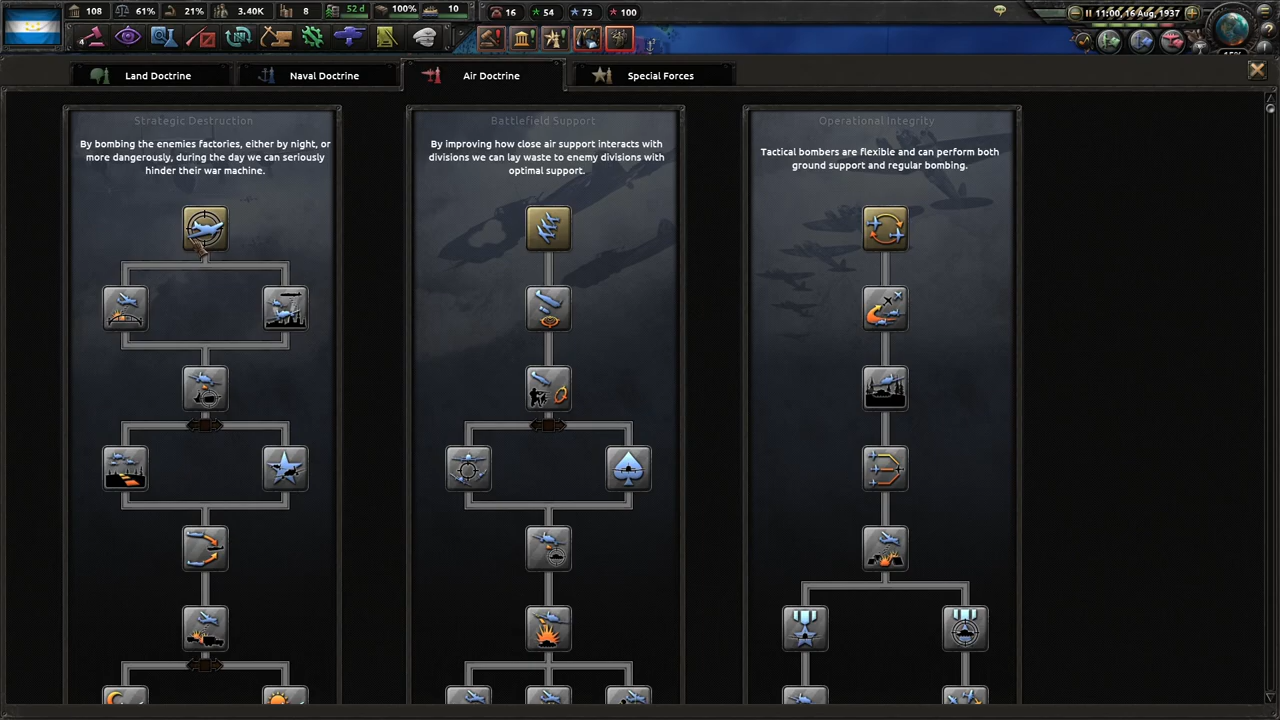 108 61% 21% 3.40K 8 52 d 100% 10 16 54 73 100 11:00, 16 Aug, 1937
4
Land Doctrine Naval Doctrine Air Doctrine Special Forces
Strategic Destruction
By bombing the enemies factories, either by night, or
more dangerously, during the day we can seriously
hinder their war machine.
Battlefield Support
By improving how close air support interacts with
divisions we can lay waste to enemy divisions with
optimal support.
Operational Integrity
Tactical bombers are flexible and can perform both
ground support and regular bombing.